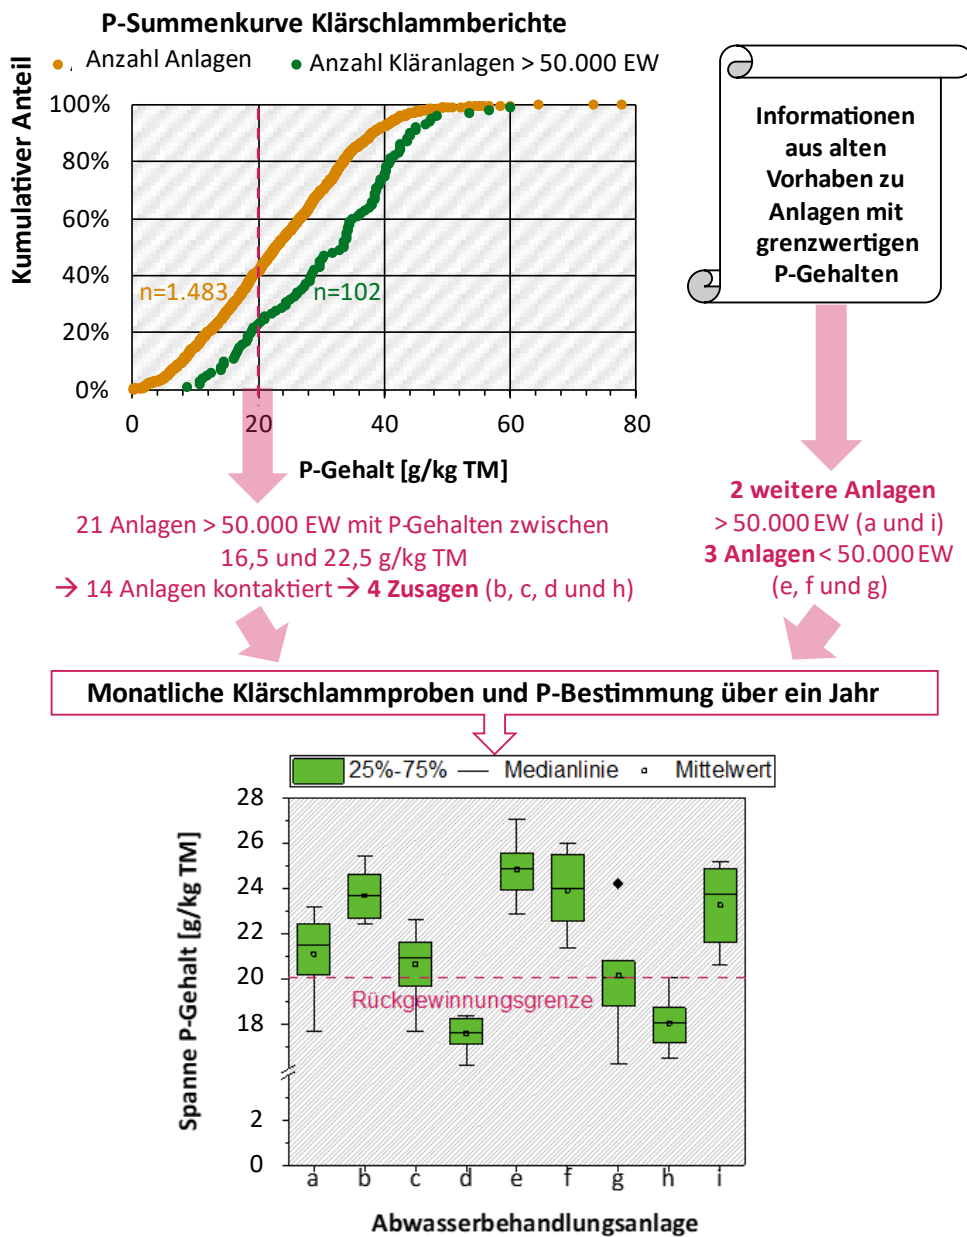 P-Summenkurve Klärschlammberichte
Anzahl Anlagen
Anzahl Kläranlagen > 50.000 EW
Kumulativer Anteil
100%
80%
60%
40%
20%
0%
n=1.483
n=102
0
20
40
60
80
P-Gehalt [g/kg TM]
Informationen
aus alten
Vorhaben zu
Anlagen mit
grenzwertigen
P-Gehalten
21 Anlagen > 50.000 EW mit P-Gehalten zwischen
16,5 und 22,5 g/kg TM
→ 14 Anlagen kontaktiert → 4 Zusagen (b, c, d und h)
2 weitere Anlagen
> 50.000 EW (a und i)
3 Anlagen < 50.000 EW
(e, f und g)
Monatliche Klärschlammproben und P-Bestimmung über ein Jahr
25%-75%
Medianlinie
Mittelwert
Spanne P-Gehalt [g/kg TM]
28
26
24
22
20
18
2
0
Rückgewinnungsgrenze
a
b
c
d
e
f
g
h
i
Abwasserbehandlungsanlage